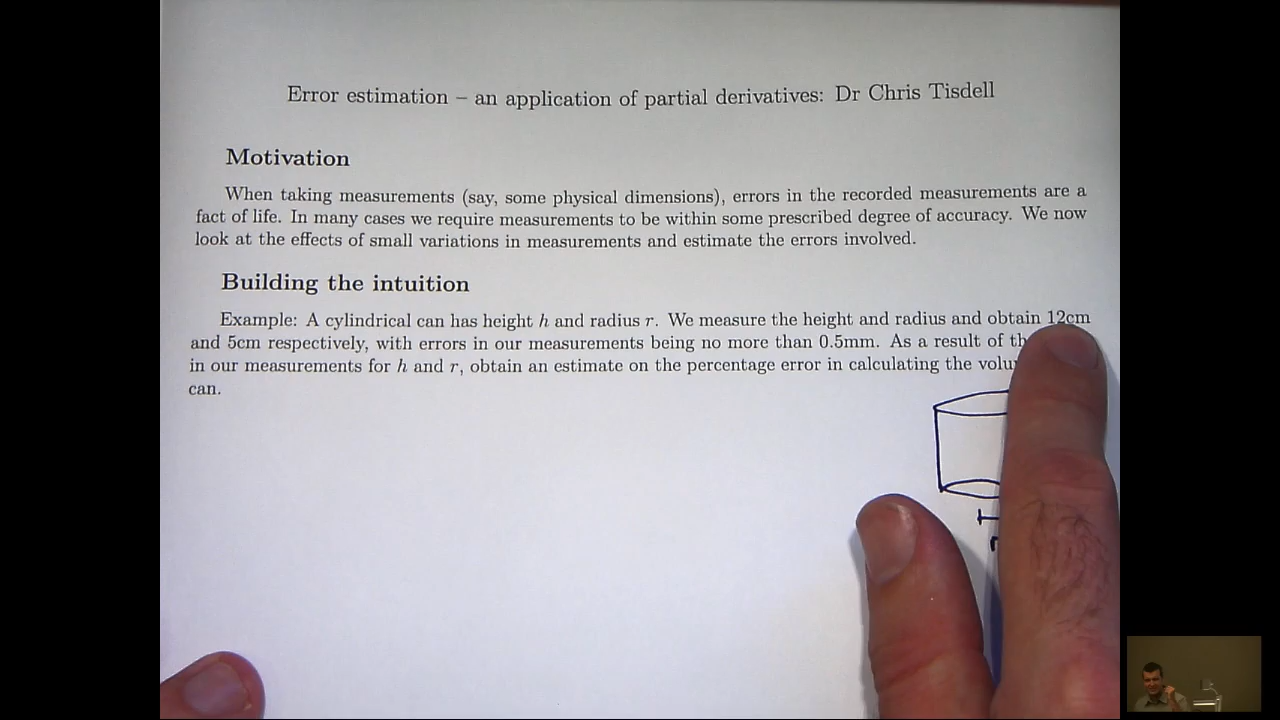 Error estimation – an application of partial derivatives: Dr Chris Tisdell
Motivation
When taking measurements (say, some physical dimensions), errors in the recorded measurements are a
fact of life. In many cases we require measurements to be within some prescribed degree of accuracy. We now
look at the effects of small variations in measurements and estimate the errors involved.
Building the intuition
Example: A cylindrical can has height h and radius r. We measure the height and radius and obtain 12cm
and 5cm respectively, with errors in our measurements being no more than 0.5mm. As a result of
in our measurements for h and r, obtain an estimate on the percentage error in calculating the
can.